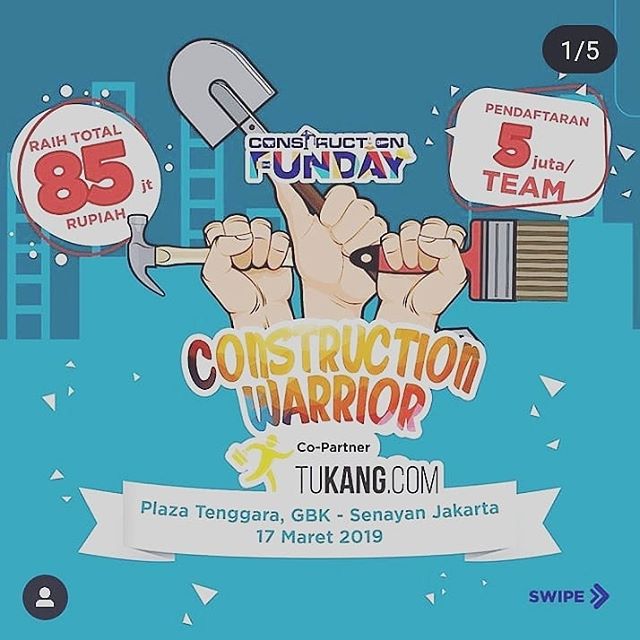 1/5
RAIH TOTAL
85 jt
RUPIAH
CONSTRUCTION
FUNDAY
PENDAFTARAN
5 juta/
TEAM
CONSTRUCTION
WARRIOR
Co-Partner
TUKANG.COM
Plaza Tenggara, GBK - Senayan Jakarta
17 Maret 2019
SWIPE